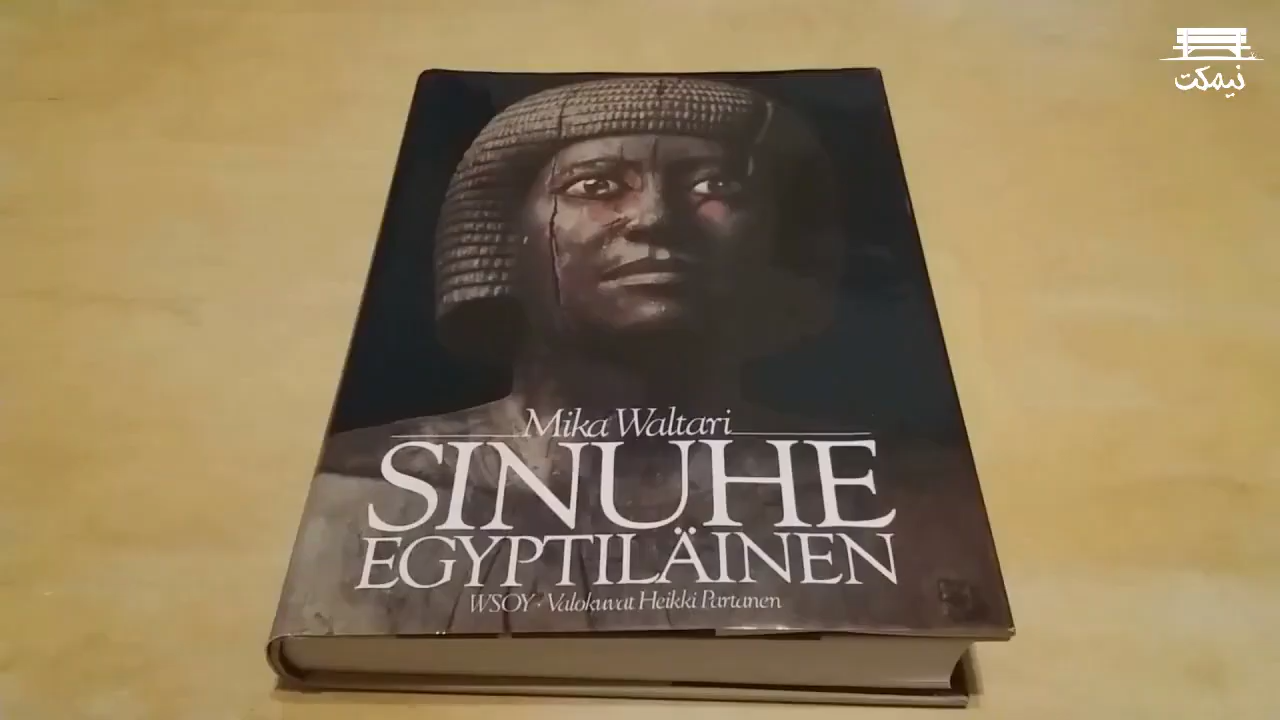 نیمکت
Mika Waltari
SINUHE
EGYPTILÄINEN
WSOY · Valokuvat Heikki Partanen